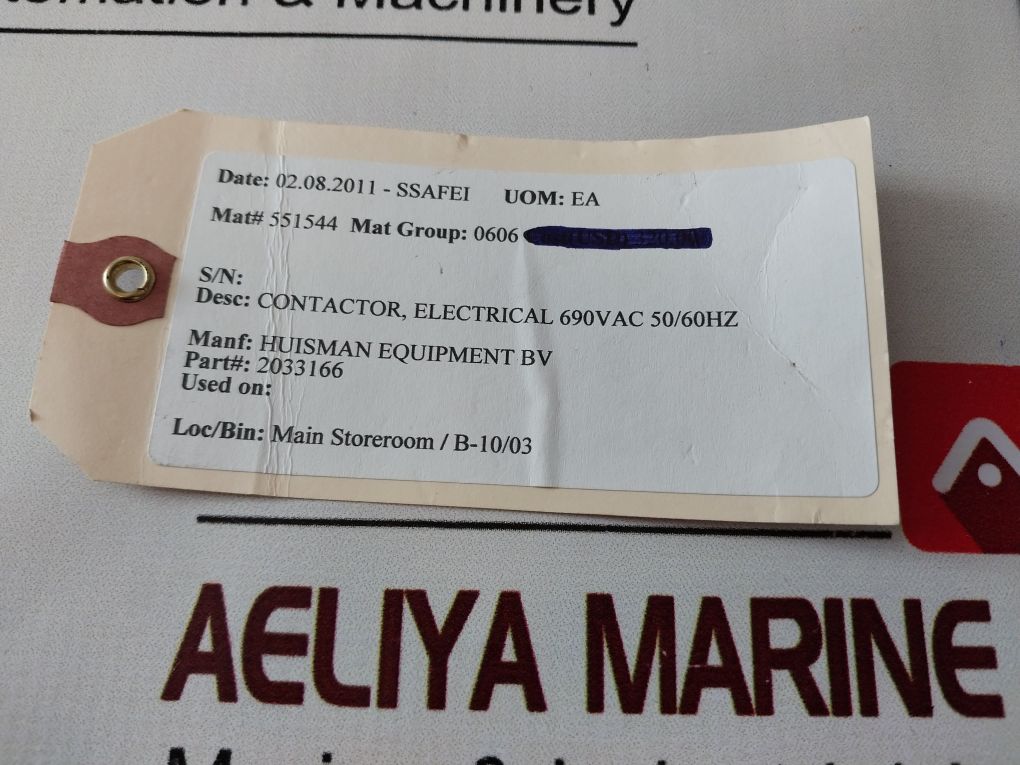 & Machinery
Date: 02.08.2011 - SSAFEI UOM: EA
Mat# 551544 Mat Group: 0606
S/N:
Desc: CONTACTOR, ELECTRICAL 690VAC 50/60HZ
Manf: HUISMAN EQUIPMENT BV
Part#: 2033166
Used on:
Loc/Bin: Main Storeroom / B-10/03
AELIYA MARINE